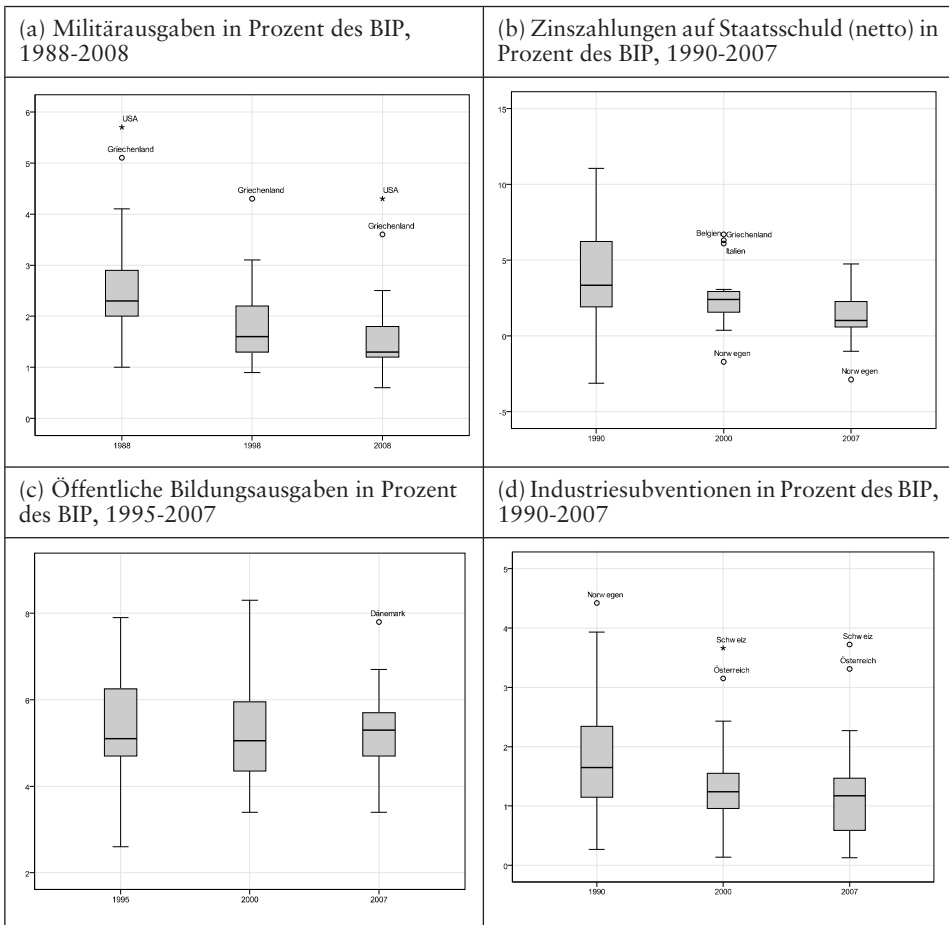 (a) Militärausgaben in Prozent des BIP,
1988-2008
(b) Zinszahlungen auf Staatsschuld (netto) in
Prozent des BIP, 1990-2007
6
5
4
3
2
1
0
USA
Griechenland
Griechenland
USA
Griechenland
1988
1998
2008
15
10
5
0
-5
Belgien
Griechenland
Italien
Norwegen
Norwegen
1990
2000
2007
(c) Öffentliche Bildungsausgaben in Prozent
des BIP, 1995-2007
(d) Industriesubventionen in Prozent des BIP,
1990-2007
8
6
4
2
Dänemark
1995
2000
2007
5
4
3
2
1
0
Norwegen
Schweiz
Österreich
Schweiz
Österreich
1990
2000
2007